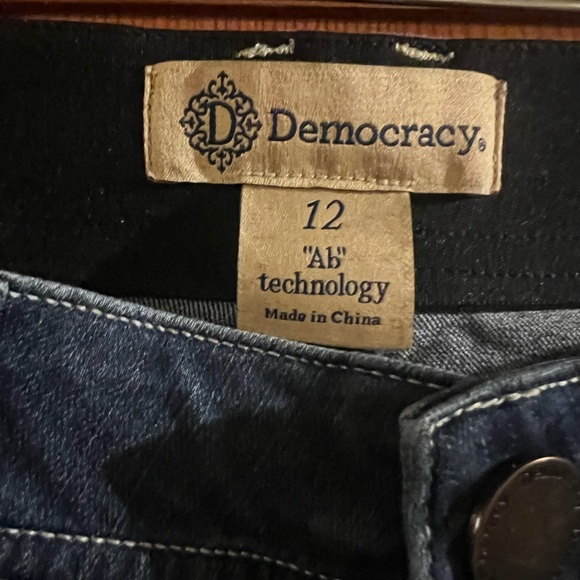 D Democracy®
12
"Ab"
technology
Made in China